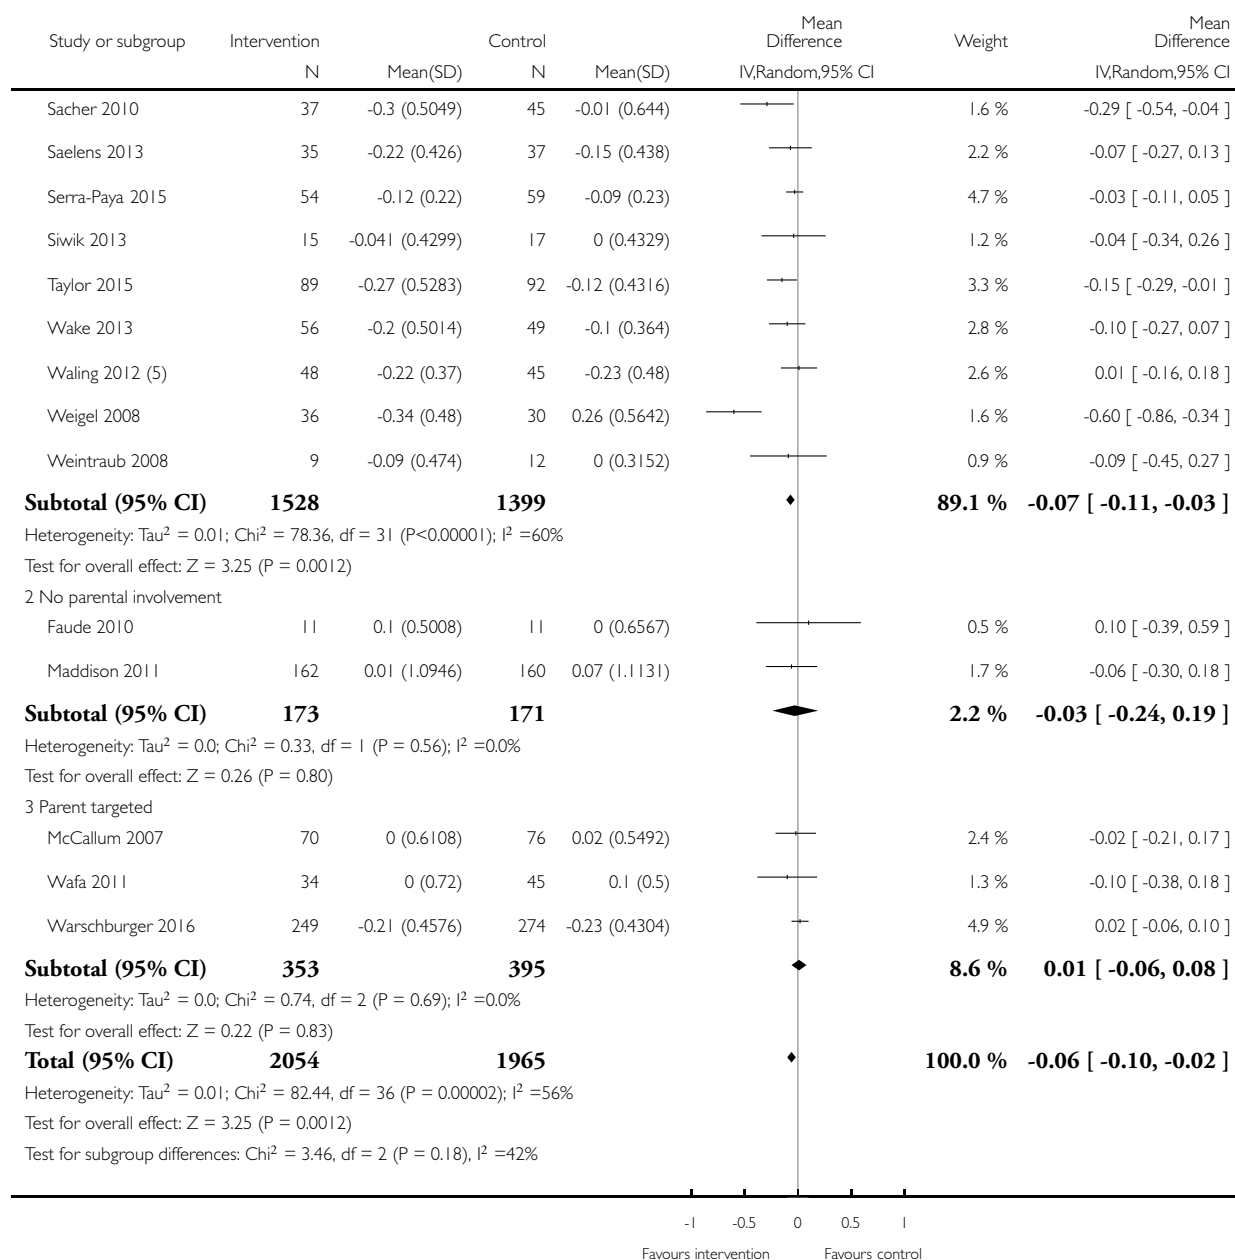 Study or subgroup Intervention Control Mean Difference Weight Mean Difference
N Mean(SD) N Mean(SD) IV,Random,95% CI IV,Random,95% CI
Sacher 2010 37 -0.3 (0.5049) 45 -0.01 (0.644) 1.6 % -0.29 [ -0.54, -0.04 ]
Saelens 2013 35 -0.22 (0.426) 37 -0.15 (0.438) 2.2 % -0.07 [ -0.27, 0.13 ]
Serra-Paya 2015 54 -0.12 (0.22) 59 -0.09 (0.23) 4.7 % -0.03 [ -0.11, 0.05 ]
Siwik 2013 15 -0.041 (0.4299) 17 0 (0.4329) 1.2 % -0.04 [ -0.34, 0.26 ]
Taylor 2015 89 -0.27 (0.5283) 92 -0.12 (0.4316) 3.3 % -0.15 [ -0.29, -0.01 ]
Wake 2013 56 -0.2 (0.5014) 49 -0.1 (0.364) 2.8 % -0.10 [ -0.27, 0.07 ]
Waling 2012 (5) 48 -0.22 (0.37) 45 -0.23 (0.48) 2.6 % 0.01 [ -0.16, 0.18 ]
Weigel 2008 36 -0.34 (0.48) 30 0.26 (0.5642) 1.6 % -0.60 [ -0.86, -0.34 ]
Weintraub 2008 9 -0.09 (0.474) 12 0 (0.3152) 0.9 % -0.09 [ -0.45, 0.27 ]
Subtotal (95% CI) 1528 1399 89.1 % -0.07 [ -0.11, -0.03 ]
Heterogeneity: Tau² = 0.01; Chi² = 78.36, df = 31 (P<0.00001); I² =60%
Test for overall effect: Z = 3.25 (P = 0.0012)
2 No parental involvement
Faude 2010 11 0.1 (0.5008) 11 0 (0.6567) 0.5 % 0.10 [ -0.39, 0.59 ]
Maddison 2011 162 0.01 (1.0946) 160 0.07 (1.1131) 1.7 % -0.06 [ -0.30, 0.18 ]
Subtotal (95% CI) 173 171 2.2 % -0.03 [ -0.24, 0.19 ]
Heterogeneity: Tau² = 0.0; Chi² = 0.33, df = 1 (P = 0.56); I² =0.0%
Test for overall effect: Z = 0.26 (P = 0.80)
3 Parent targeted
McCallum 2007 70 0 (0.6108) 76 0.02 (0.5492) 2.4 % -0.02 [ -0.21, 0.17 ]
Wafa 2011 34 0 (0.72) 45 0.1 (0.5) 1.3 % -0.10 [ -0.38, 0.18 ]
Warschburger 2016 249 -0.21 (0.4576) 274 -0.23 (0.4304) 4.9 % 0.02 [ -0.06, 0.10 ]
Subtotal (95% CI) 353 395 8.6 % 0.01 [ -0.06, 0.08 ]
Heterogeneity: Tau² = 0.0; Chi² = 0.74, df = 2 (P = 0.69); I² =0.0%
Test for overall effect: Z = 0.22 (P = 0.83)
Total (95% CI) 2054 1965 100.0 % -0.06 [ -0.10, -0.02 ]
Heterogeneity: Tau² = 0.01; Chi² = 82.44, df = 36 (P = 0.00002); I² =56%
Test for overall effect: Z = 3.25 (P = 0.0012)
Test for subgroup differences: Chi² = 3.46, df = 2 (P = 0.18), I² =42%
-1 -0.5 0 0.5 1
Favours intervention Favours control